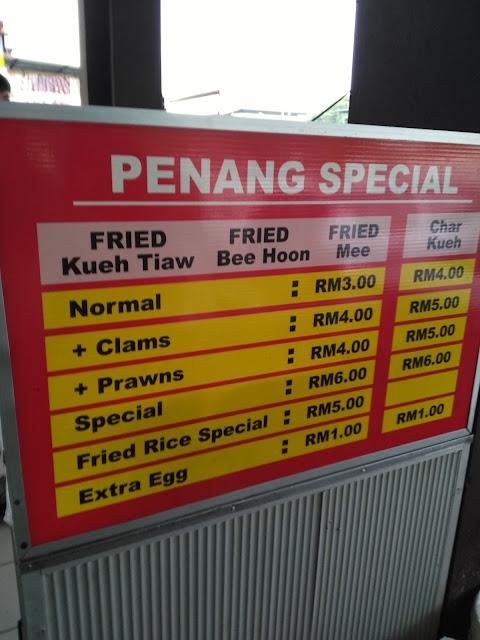 PENANG SPECIAL
FRIED Kueh Tiaw FRIED Bee Hoon FRIED Mee Char Kueh
Normal : RM3.00 RM4.00
+ Clams : RM4.00 RM5.00
+ Prawns : RM4.00 RM5.00
Special : RM6.00 RM6.00
Fried Rice Special : RM5.00
Extra Egg : RM1.00 RM1.00